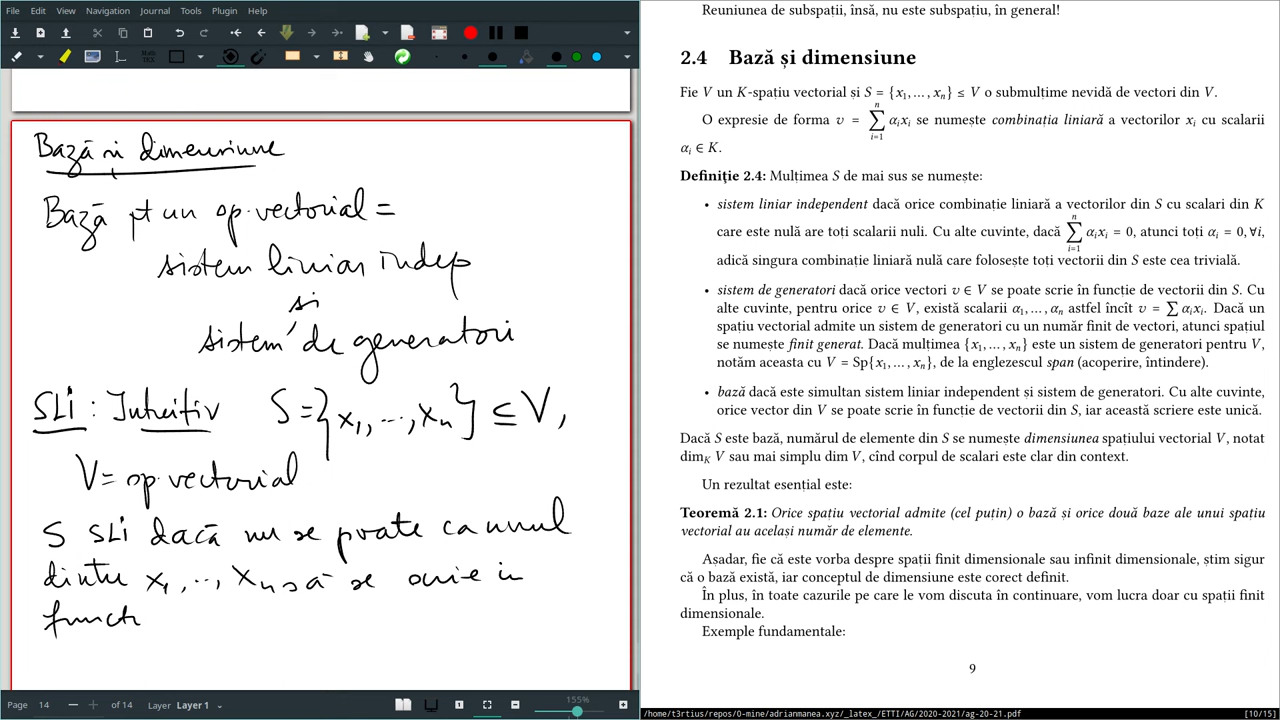 File Edit View Navigation Journal Tools Plugin Help
Bază și dimensiune
Bază pt un sp. vectorial =
sistem liniar indep
și
sistem de generatori
SLI : Intuitiv S = {x1, ..., xn} ⊆ V,
V = sp. vectorial
S SLI dacă nu se poate ca unul
dintre x1, ..., xn să se scrie în
functi
Page 14 of 14 Layer Layer 1 155%
Reuniunea de subspații, însă, nu este subspațiu, în general!
2.4 Bază și dimensiune
Fie V un K-spațiu vectorial și S = {x1, … , xn} ≤ V o submulțime nevidă de vectori din V.
O expresie de forma υ = ∑_{i=1}^{n} αixi se numește combinația liniară a vectorilor xi cu scalarii
αi ∈ K.
Definiție 2.4: Mulțimea S de mai sus se numește:
• sistem liniar independent dacă orice combinație liniară a vectorilor din S cu scalari din K
care este nulă are toți scalarii nuli. Cu alte cuvinte, dacă ∑_{i=1}^{n} αixi = 0, atunci toți αi = 0, ∀i,
adică singura combinație liniară nulă care folosește toți vectorii din S este cea trivială.
• sistem de generatori dacă orice vectori υ ∈ V se poate scrie în funcție de vectorii din S. Cu
alte cuvinte, pentru orice υ ∈ V, există scalarii α1, … , αn astfel încît υ = ∑ αixi. Dacă un
spațiu vectorial admite un sistem de generatori cu un număr finit de vectori, atunci spațiul
se numește finit generat. Dacă mulțimea {x1, … , xn} este un sistem de generatori pentru V,
notăm aceasta cu V = Sp{x1, … , xn}, de la englezescul span (acoperire, întindere).
• bază dacă este simultan sistem liniar independent și sistem de generatori. Cu alte cuvinte,
orice vector din V se poate scrie în funcție de vectorii din S, iar această scriere este unică.
Dacă S este bază, numărul de elemente din S se numește dimensiunea spațiului vectorial V, notat
dimK V sau mai simplu dim V, cînd corpul de scalari este clar din context.
Un rezultat esențial este:
Teoremă 2.1: Orice spațiu vectorial admite (cel puțin) o bază și orice două baze ale unui spațiu
vectorial au același număr de elemente.
Așadar, fie că este vorba despre spații finit dimensionale sau infinit dimensionale, știm sigur
că o bază există, iar conceptul de dimensiune este corect definit.
În plus, în toate cazurile pe care le vom discuta în continuare, vom lucra doar cu spații finit
dimensionale.
Exemple fundamentale:
9
/home/t3rtius/repos/0-mine/adrianmanea.xyz/_latex_/ETTI/AG/2020-2021/ag-20-21.pdf [10/15]